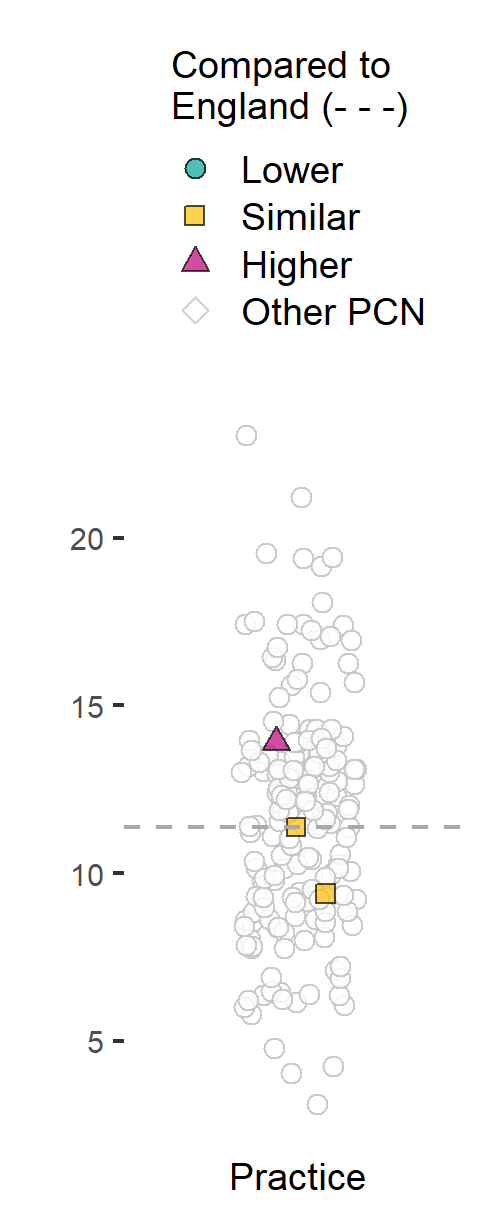 Compared to
England (- - -)
Lower
Similar
Higher
Other PCN
20
15
10
5
Practice